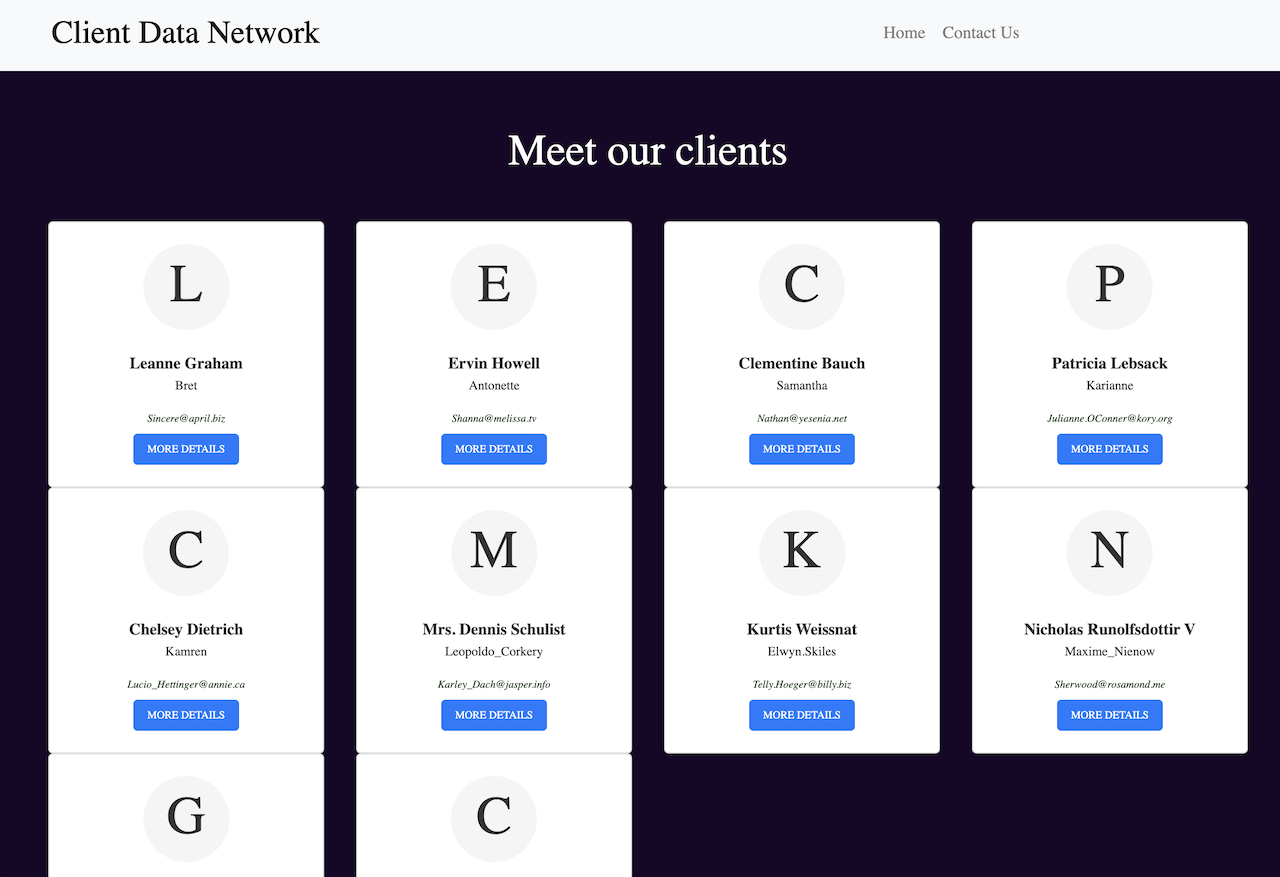 Client Data Network
Home
Contact Us
Meet our clients
L
Leanne Graham
Bret
Sincere@april.biz
MORE DETAILS
E
Ervin Howell
Antonette
Shanna@melissa.tv
MORE DETAILS
C
Clementine Bauch
Samantha
Nathan@yesenia.net
MORE DETAILS
P
Patricia Lebsack
Karianne
Julianne.OConner@kory.org
MORE DETAILS
C
Chelsey Dietrich
Kamren
Lucio_Hettinger@annie.ca
MORE DETAILS
M
Mrs. Dennis Schulist
Leopoldo_Corkery
Karley_Dach@jasper.info
MORE DETAILS
K
Kurtis Weissnat
Elwyn.Skiles
Telly.Hoeger@billy.biz
MORE DETAILS
N
Nicholas Runolfsdottir V
Maxime_Nienow
Sherwood@rosamond.me
MORE DETAILS
G
C